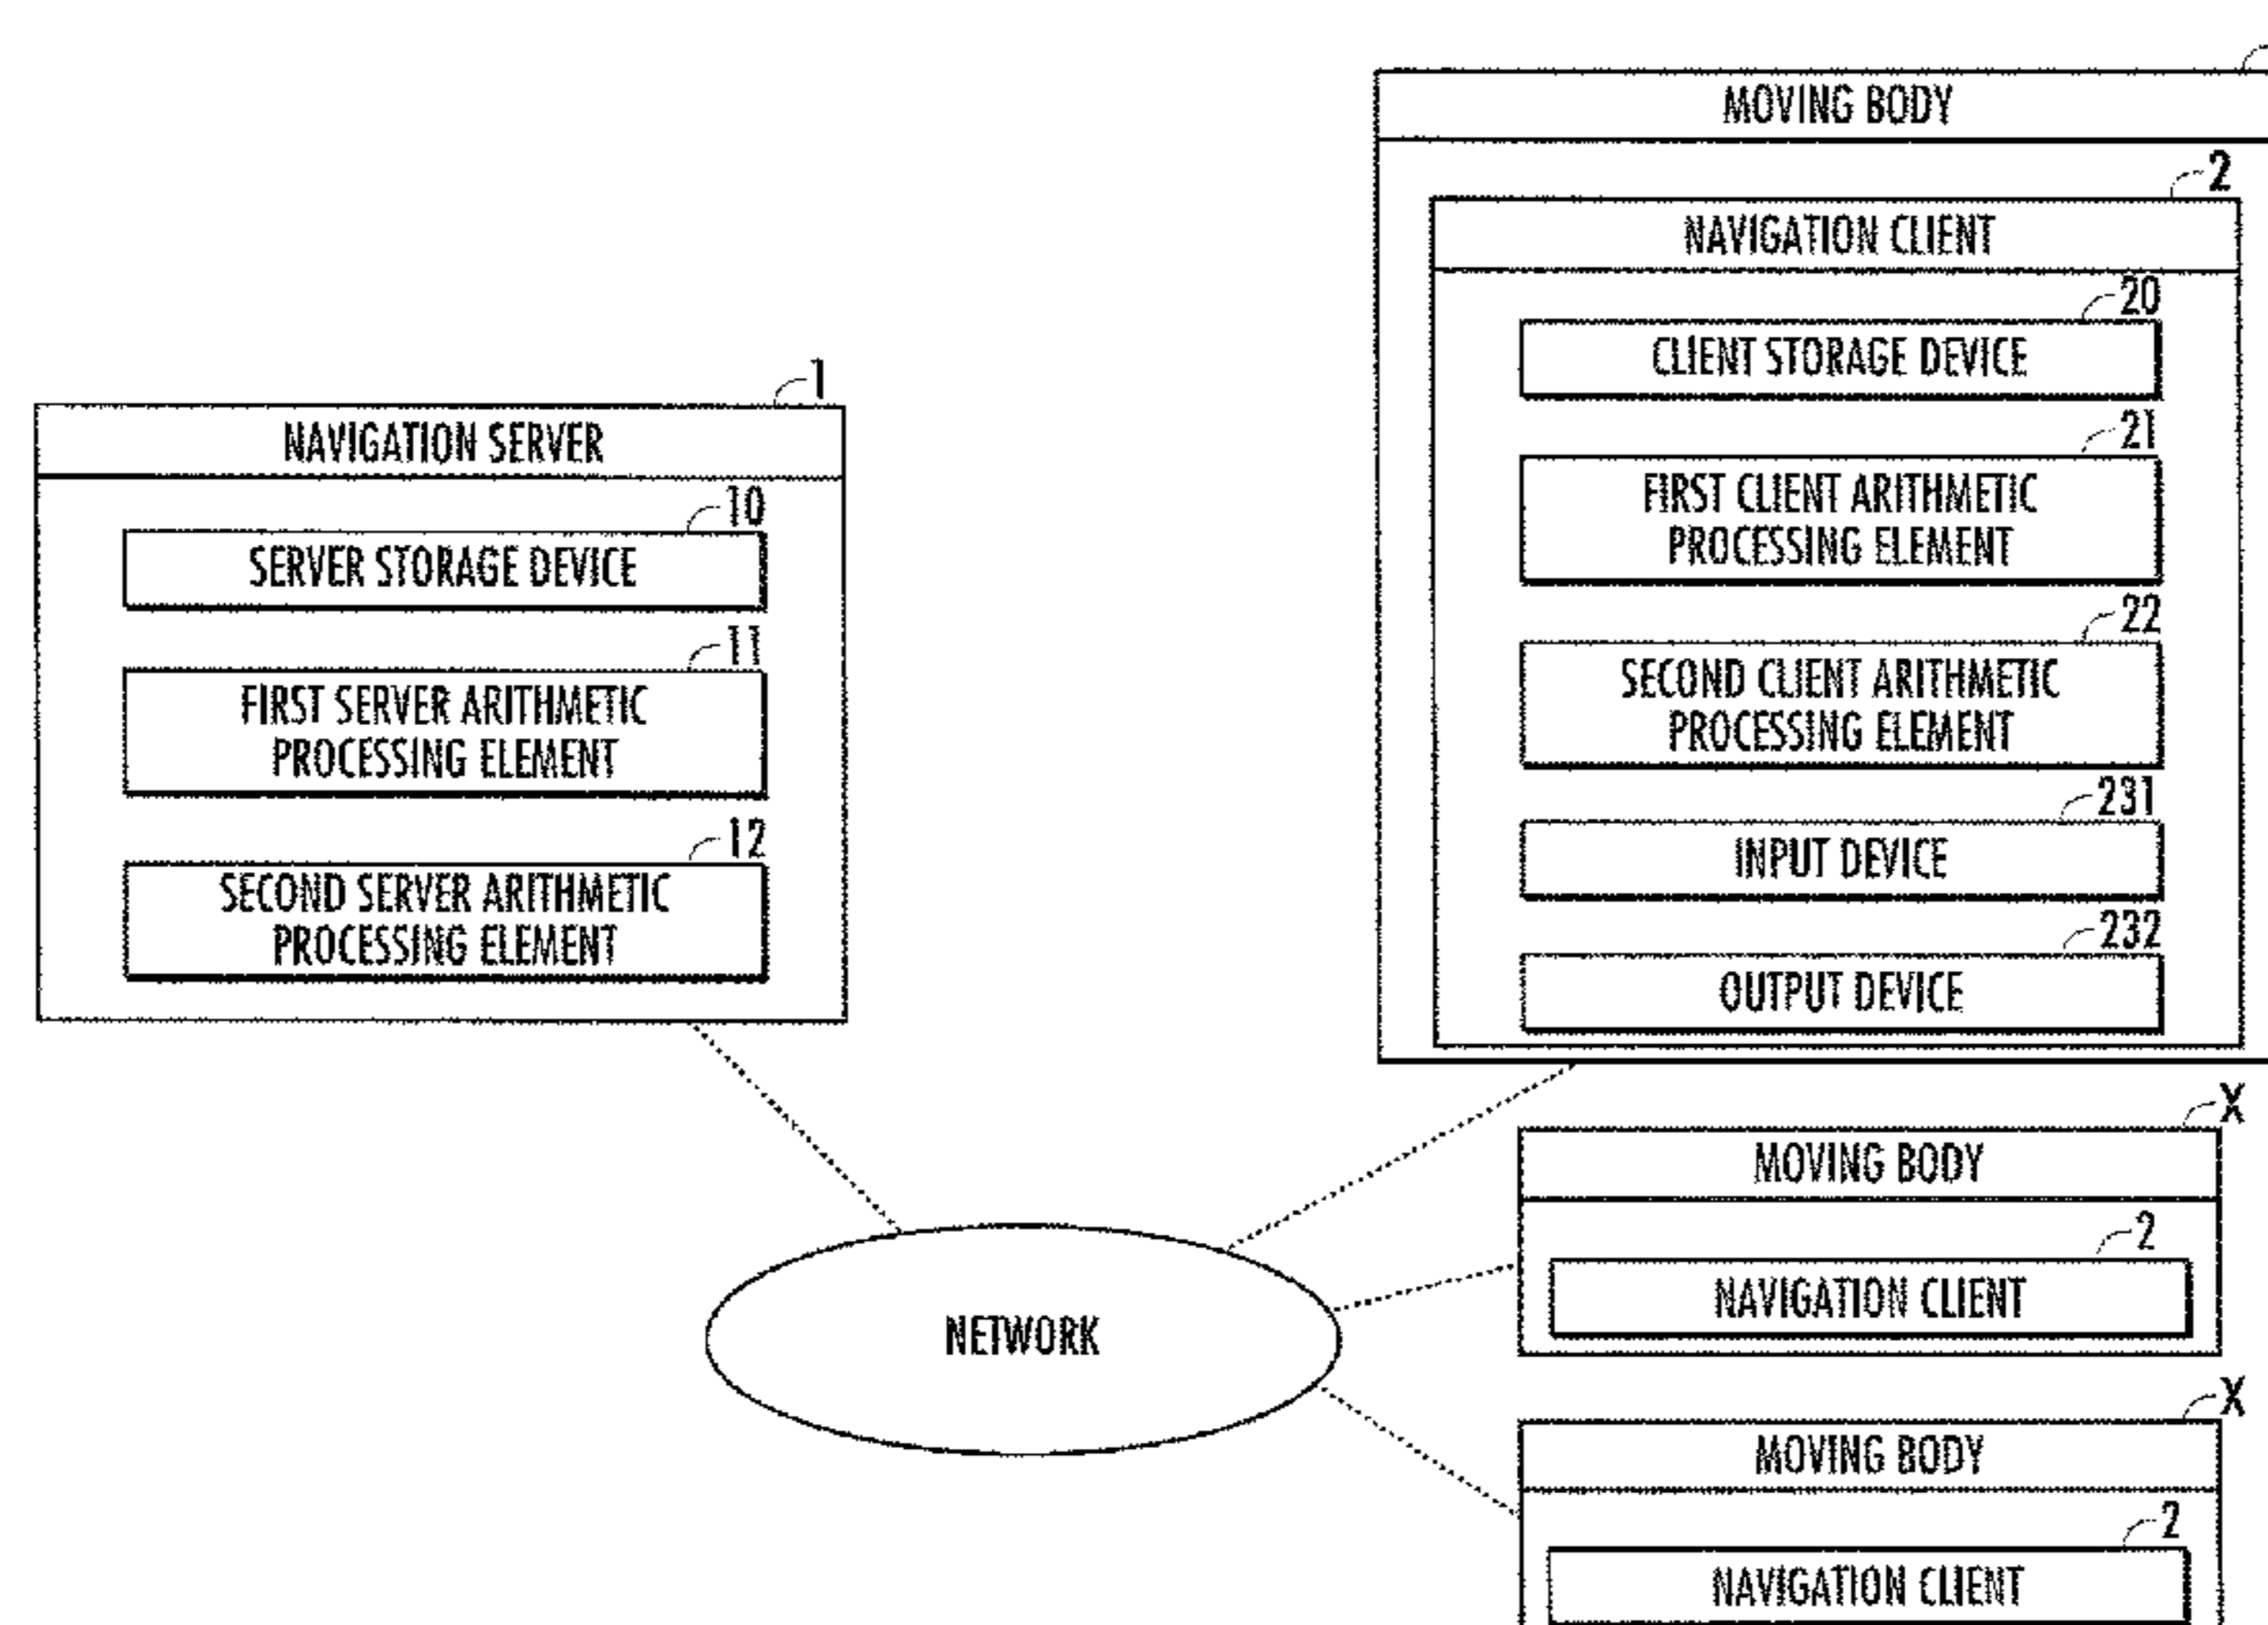 1
NAVIGATION SERVER
10
SERVER STORAGE DEVICE
11
FIRST SERVER ARITHMETIC
PROCESSING ELEMENT
12
SECOND SERVER ARITHMETIC
PROCESSING ELEMENT
MOVING BODY
2
NAVIGATION CLIENT
20
CLIENT STORAGE DEVICE
21
FIRST CLIENT ARITHMETIC
PROCESSING ELEMENT
22
SECOND CLIENT ARITHMETIC
PROCESSING ELEMENT
231
INPUT DEVICE
232
OUTPUT DEVICE
NETWORK
X
MOVING BODY
2
NAVIGATION CLIENT
X
MOVING BODY
2
NAVIGATION CLIENT